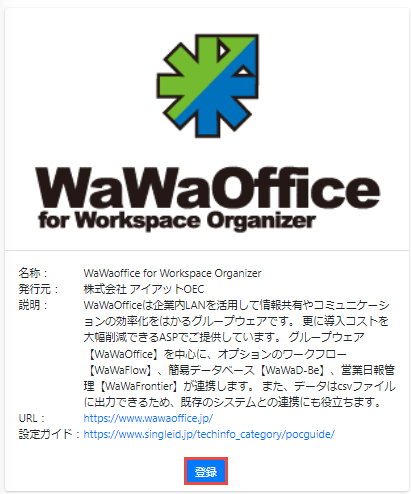 WaWaOffice
for Workspace Organizer
名称： WaWaoffice for Workspace Organizer
発行元： 株式会社 アイアットOEC
説明： WaWaOfficeは企業内LANを活用して情報共有やコミュニケーシ
ョンの効率化をはかるグループウェアです。 更に導入コストを
大幅削減できるASPでご提供しています。 グループウェア
【WaWaOffice】を中心に、オプションのワークフロー
【WaWaFlow】、簡易データベース【WaWaD-Be】、営業日報管
理【WaWaFrontier】が連携します。 また、データはcsvファイル
に出力できるため、既存のシステムとの連携にも役立ちます。
URL： https://www.wawaoffice.jp/
設定ガイド： https://www.singleid.jp/techinfo_category/pocguide/
登録